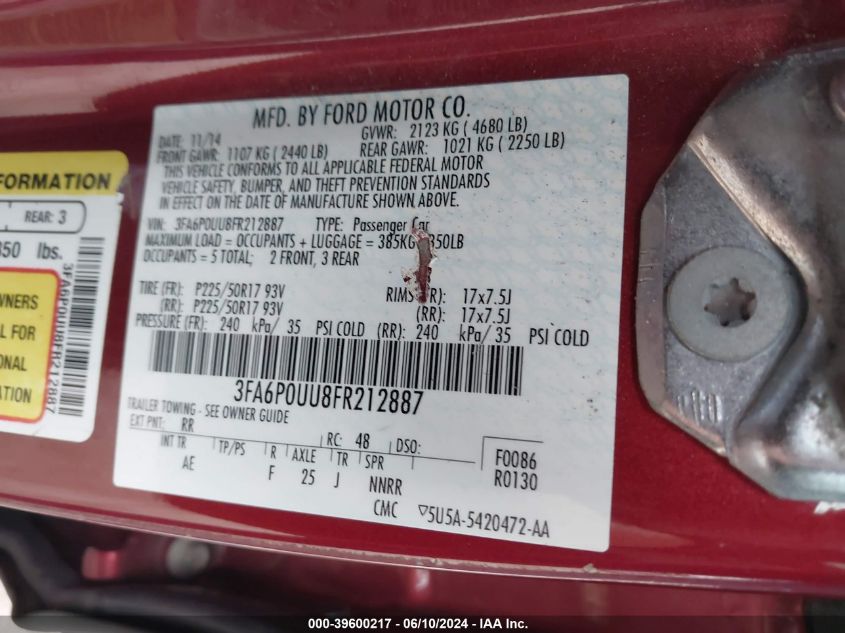 FORMATION
REAR: 3
350 lbs.
WNERS
L FOR
ONAL
ATION
3FA6P0UU8FR212887
MFD. BY FORD MOTOR CO.
DATE: 11/14 GVWR: 2123 KG ( 4680 LB)
FRONT GAWR: 1107 KG ( 2440 LB) REAR GAWR: 1021 KG ( 2250 LB)
THIS VEHICLE CONFORMS TO ALL APPLICABLE FEDERAL MOTOR
VEHICLE SAFETY, BUMPER, AND THEFT PREVENTION STANDARDS
IN EFFECT ON THE DATE OF MANUFACTURE SHOWN ABOVE.
VIN: 3FA6P0UU8FR212887 TYPE: Passenger Car
MAXIMUM LOAD = OCCUPANTS + LUGGAGE = 385KG 850LB
OCCUPANTS = 5 TOTAL; 2 FRONT, 3 REAR
TIRE (FR): P225/50R17 93V RIMS R): 17x7.5J
(RR): P225/50R17 93V (RR): 17x7.5J
PRESSURE (FR): 240 kPa/ 35 PSI COLD (RR): 240 kPa/ 35 PSI COLD
3FA6P0UU8FR212887
TRAILER TOWING - SEE OWNER GUIDE
EXT PNT: RR RC: 48 DSO: F0086
INT TR TP/PS R AXLE TR SPR R0130
AE F 25 J NNRR
CMC ▽5U5A-5420472-AA
000-39600217 - 06/10/2024 - IAA Inc.